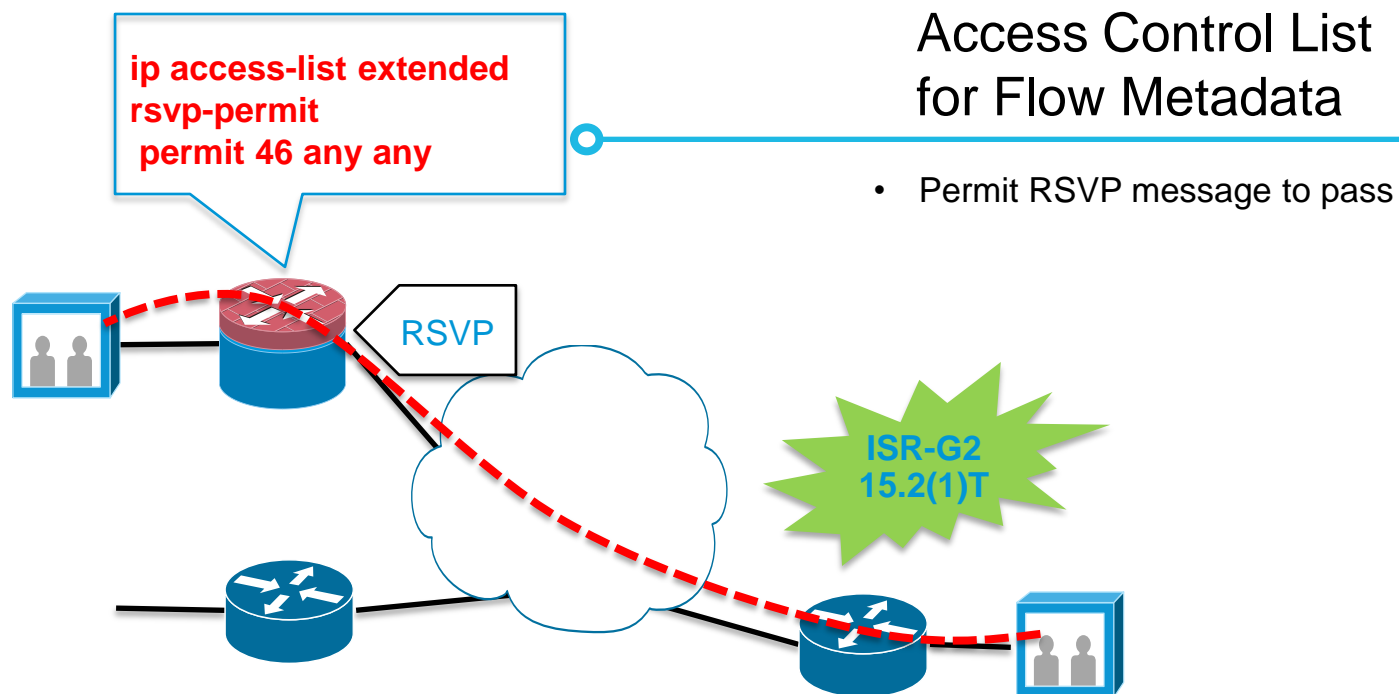 Access Control List
for Flow Metadata
ip access-list extended
rsvp-permit
permit 46 any any
• Permit RSVP message to pass
RSVP
ISR-G2
15.2(1)T